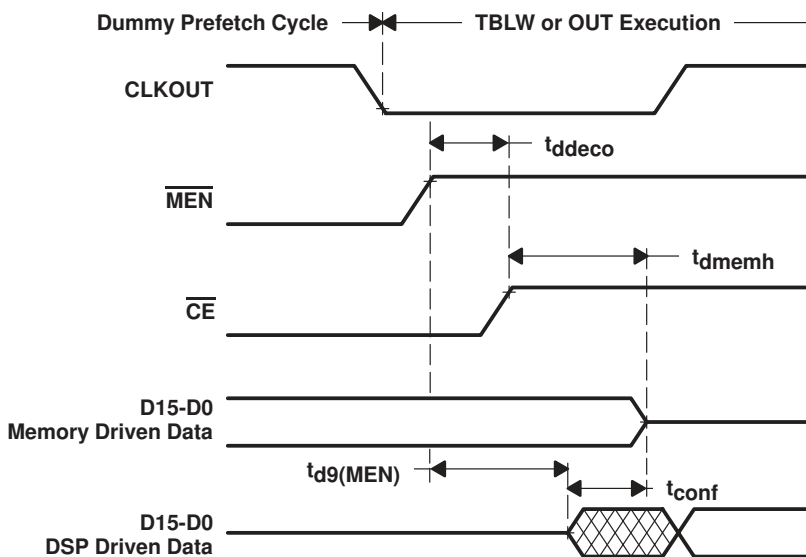 Dummy Prefetch Cycle
TBLW or OUT Execution
CLKOUT
tddeco
MEN
tdmemh
CE
D15-D0
Memory Driven Data
td9(MEN)
tconf
D15-D0
DSP Driven Data